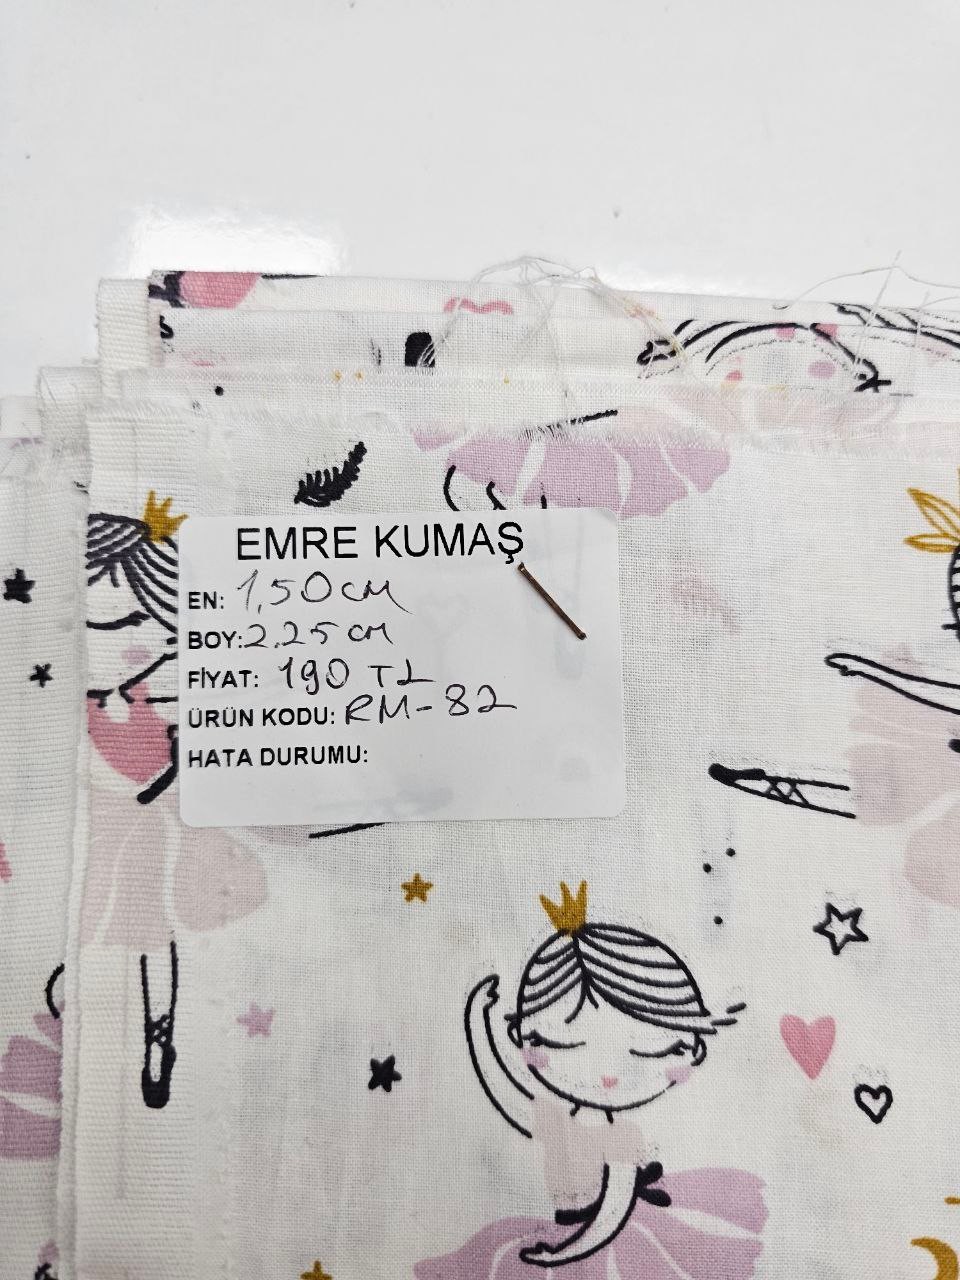 EMRE KUMAŞ
EN: 1,50 cm
BOY: 2.25 cm
FİYAT: 190 TL
ÜRÜN KODU: RM-82
HATA DURUMU: